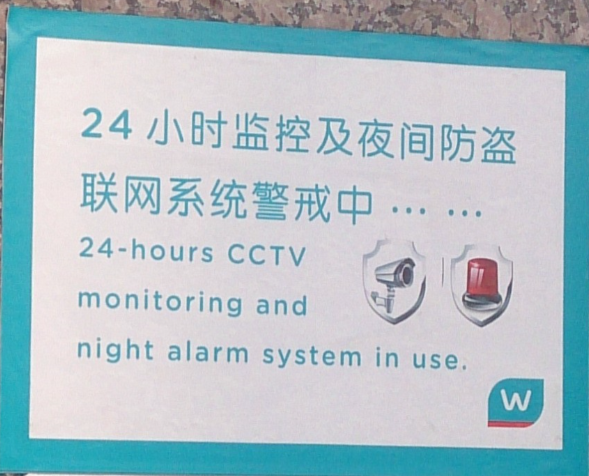 24 小时监控及夜间防盗
联网系统警戒中 ... ...
24-hours CCTV
monitoring and
night alarm system in use.
W